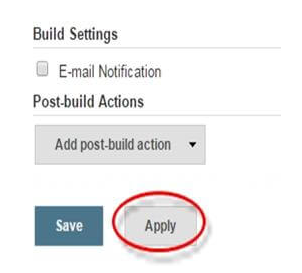 Build Settings
E-mail Notification
Post-build Actions
Add post-build action
Save Apply